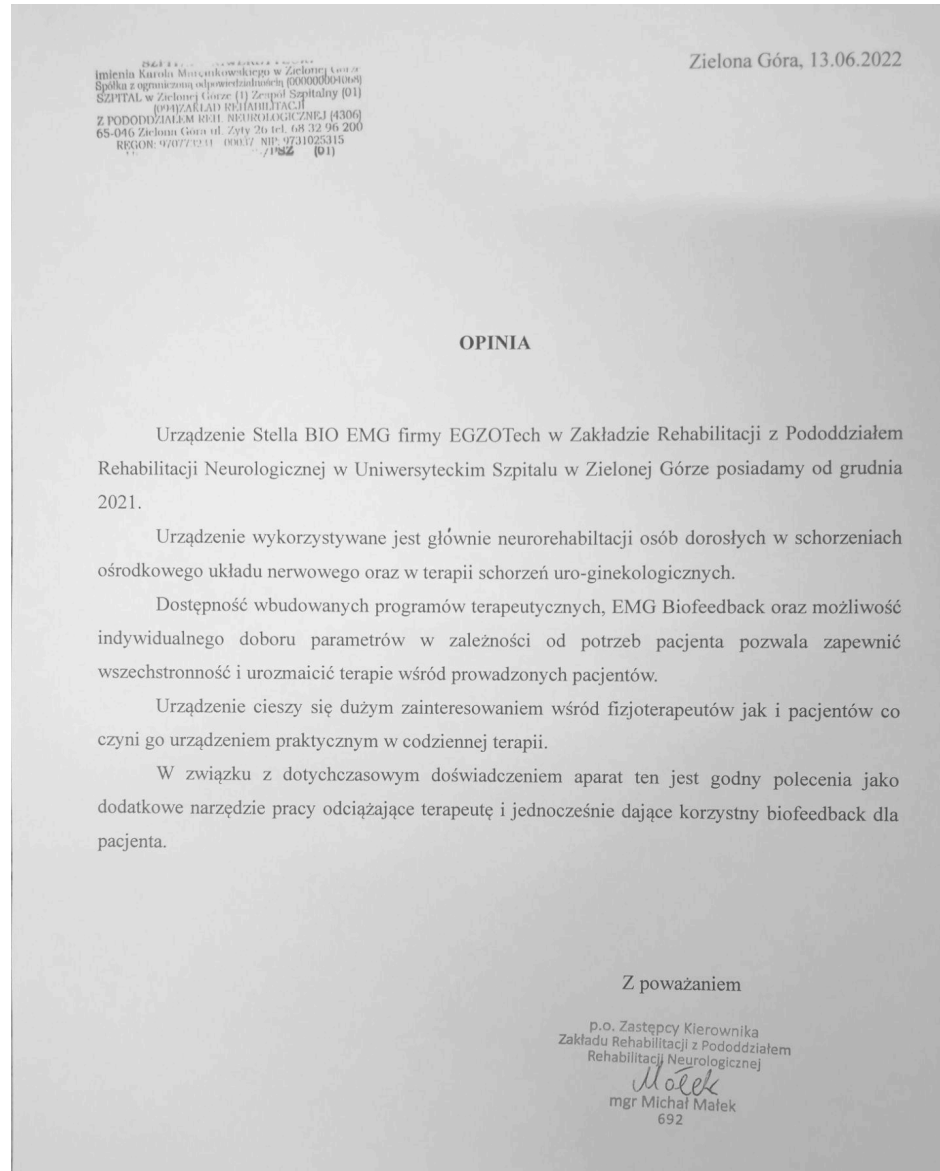 Zielona Góra, 13.06.2022
imienia Karola Marcinkowskiego w Zielonej Górze
Spółka z ograniczoną odpowiedzialnością (0000000040
SZPITAL w Zielonej Górze (1) Zespół Szpitalny (01)
(094)ZAKŁAD REHABILITACJI
Z PODODDZIAŁEM REH. NEUROLOGICZNEJ (4306)
65-046 Zielona Góra ul. Zyty 26 tel. 68 32 96 200
REGON: NIP: 9731025315
(01)
OPINIA
Urządzenie Stella BIO EMG firmy EGZOTech w Zakładzie Rehabilitacji z Pododdziałem
Rehabilitacji Neurologicznej w Uniwersyteckim Szpitalu w Zielonej Górze posiadamy od grudnia
2021.
Urządzenie wykorzystywane jest głównie neurorehabiltacji osób dorosłych w schorzeniach
ośrodkowego układu nerwowego oraz w terapii schorzeń uro-ginekologicznych.
Dostępność wbudowanych programów terapeutycznych, EMG Biofeedback oraz możliwość
indywidualnego doboru parametrów w zależności od potrzeb pacjenta pozwala zapewnić
wszechstronność i urozmaicić terapie wśród prowadzonych pacjentów.
Urządzenie cieszy się dużym zainteresowaniem wśród fizjoterapeutów jak i pacjentów co
czyni go urządzeniem praktycznym w codziennej terapii.
W związku z dotychczasowym doświadczeniem aparat ten jest godny polecenia jako
dodatkowe narzędzie pracy odciążające terapeutę i jednocześnie dające korzystny biofeedback dla
pacjenta.
Z poważaniem
p.o. Zastępcy Kierownika
Zakładu Rehabilitacji z Pododdziałem
Rehabilitacji Neurologicznej
Małek
mgr Michał Małek
692